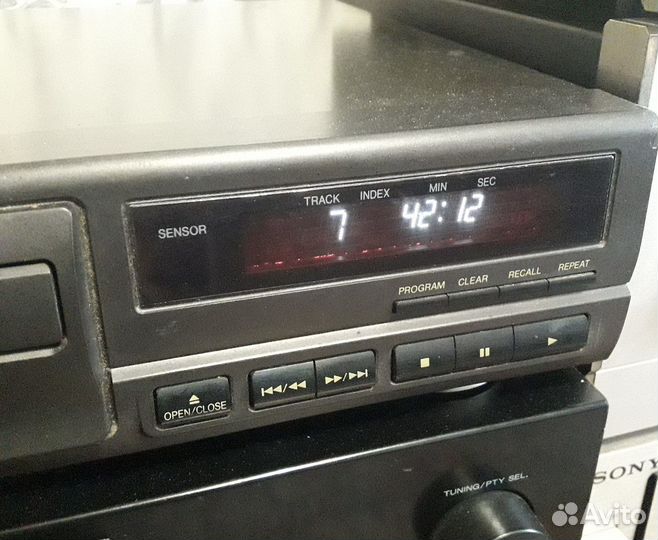 TRACK INDEX MIN SEC
SENSOR
7 42:12
PROGRAM CLEAR RECALL REPEAT
OPEN/CLOSE
TUNING/PTY SEL.
SONY
Avito